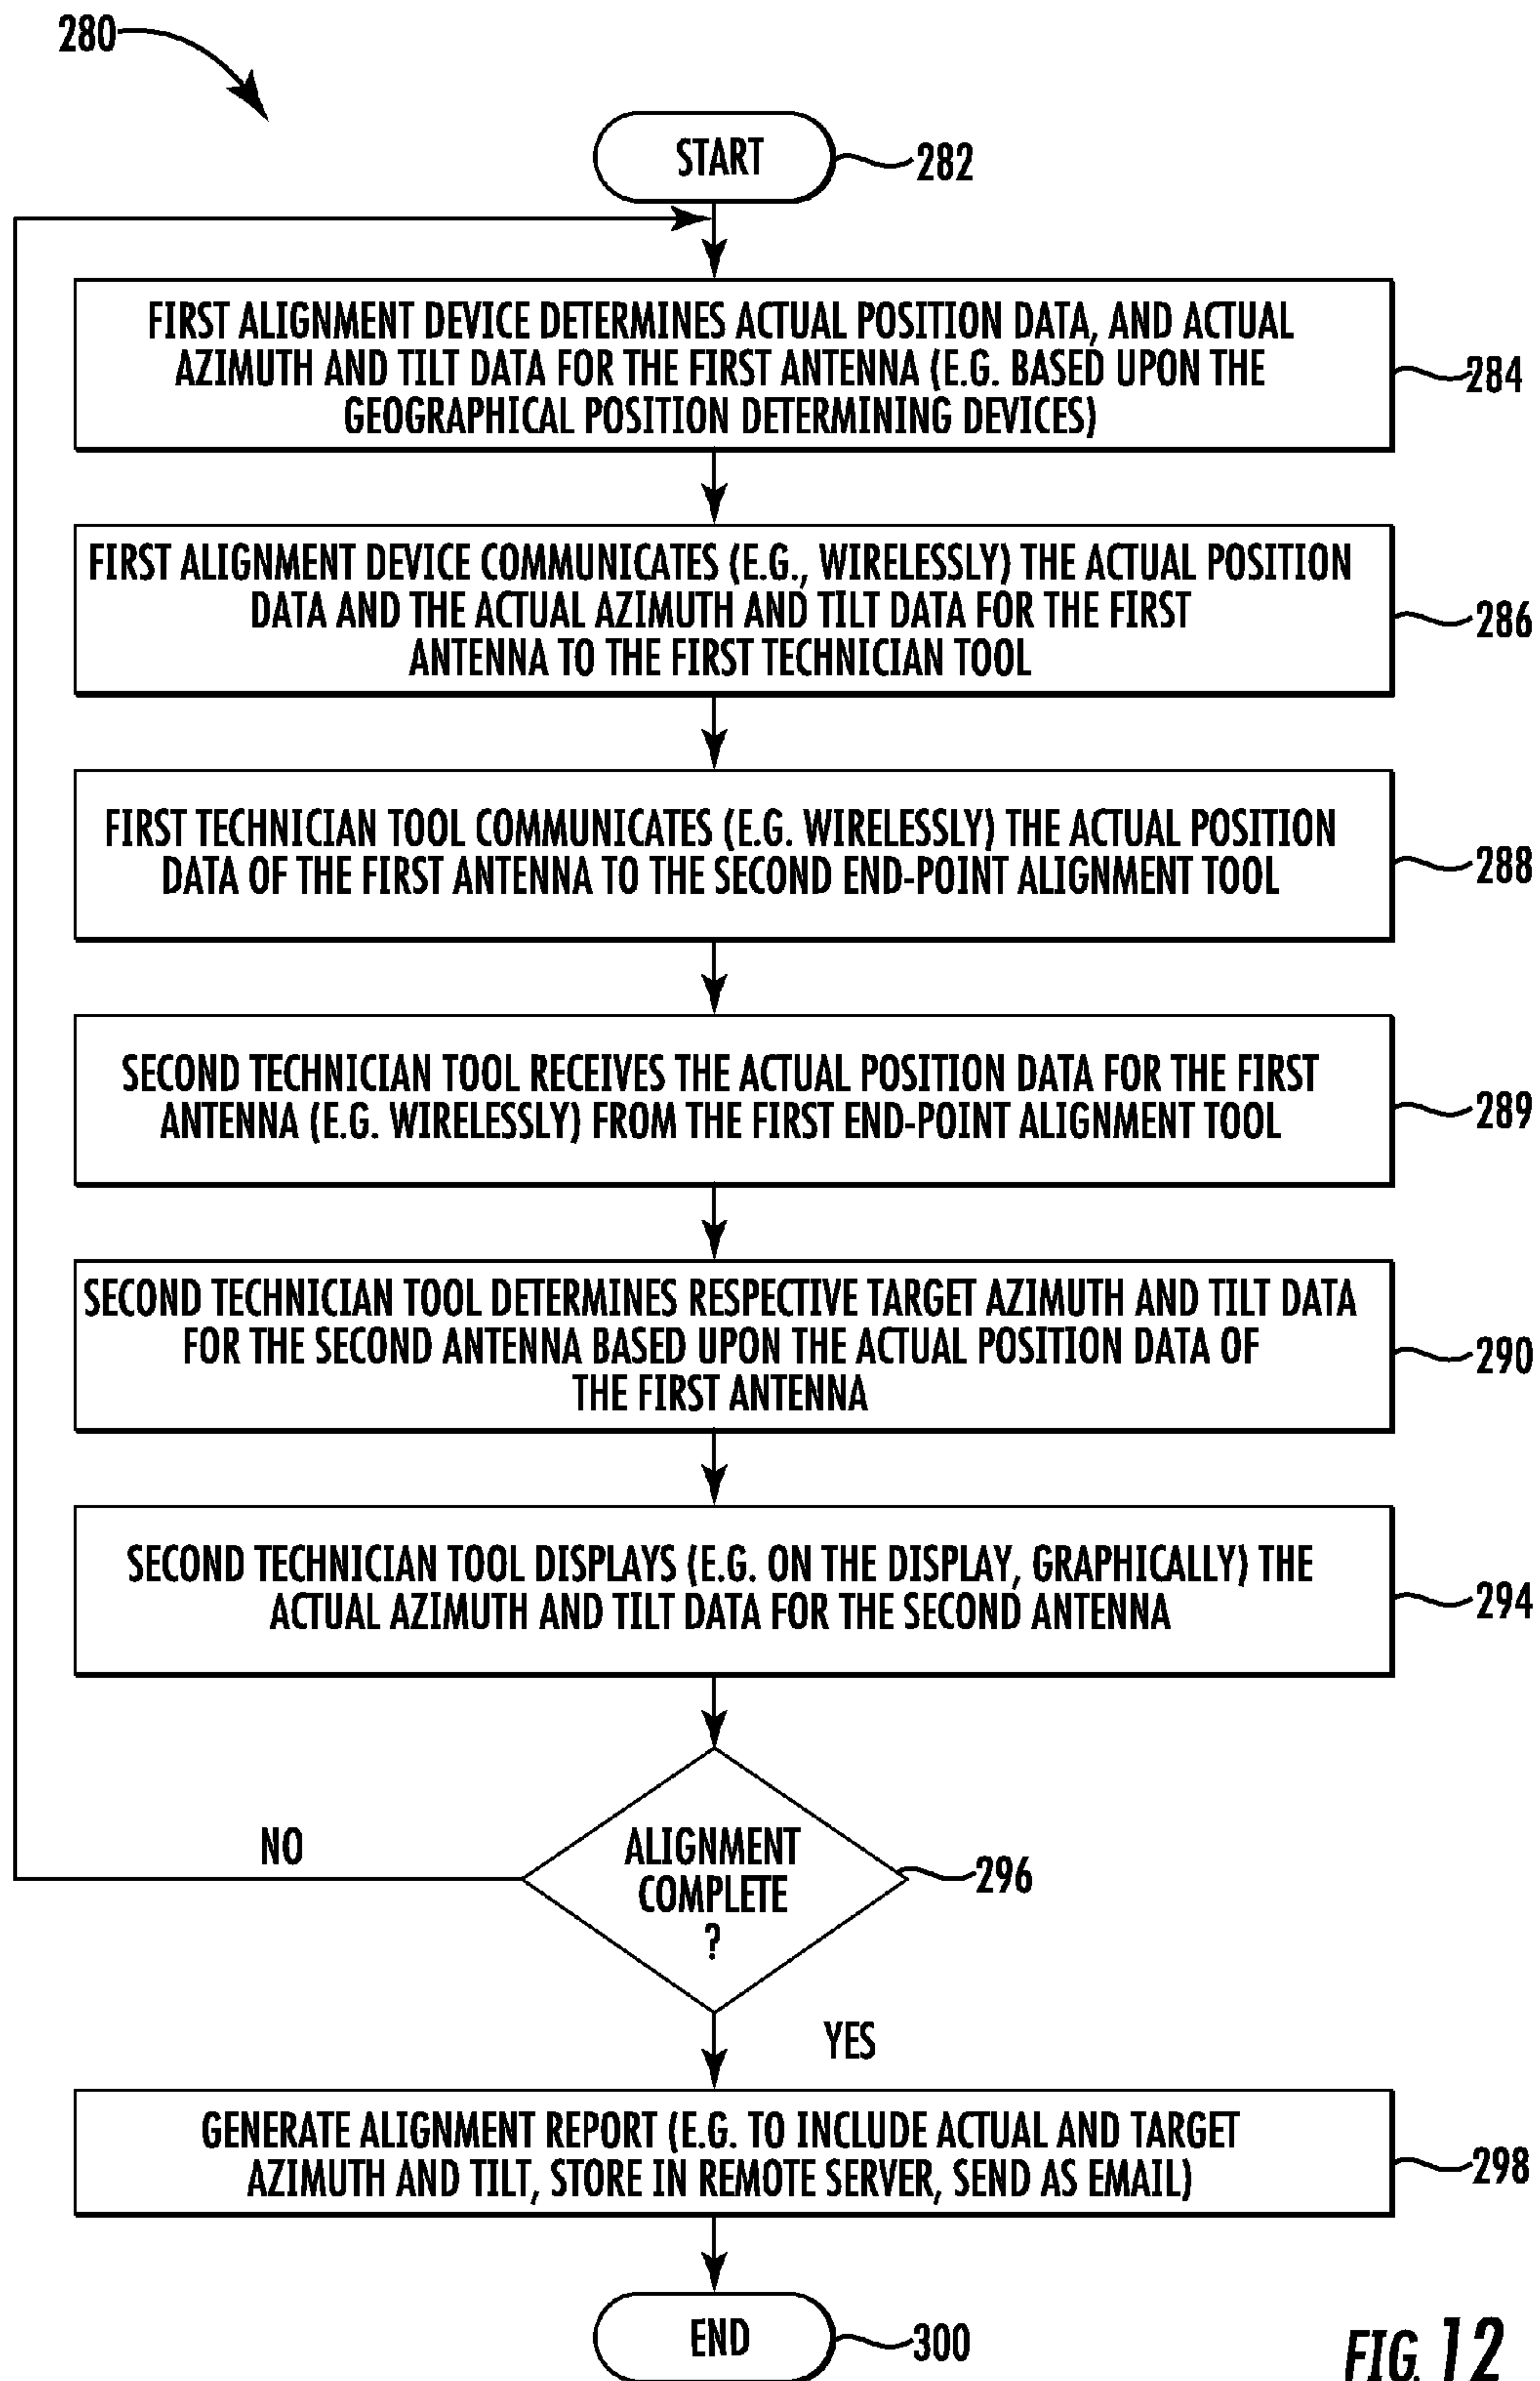 280
START
282
FIRST ALIGNMENT DEVICE DETERMINES ACTUAL POSITION DATA, AND ACTUAL
AZIMUTH AND TILT DATA FOR THE FIRST ANTENNA (E.G. BASED UPON THE
GEOGRAPHICAL POSITION DETERMINING DEVICES)
284
FIRST ALIGNMENT DEVICE COMMUNICATES (E.G., WIRELESSLY) THE ACTUAL POSITION
DATA AND THE ACTUAL AZIMUTH AND TILT DATA FOR THE FIRST
ANTENNA TO THE FIRST TECHNICIAN TOOL
286
FIRST TECHNICIAN TOOL COMMUNICATES (E.G. WIRELESSLY) THE ACTUAL POSITION
DATA OF THE FIRST ANTENNA TO THE SECOND END-POINT ALIGNMENT TOOL
288
SECOND TECHNICIAN TOOL RECEIVES THE ACTUAL POSITION DATA FOR THE FIRST
ANTENNA (E.G. WIRELESSLY) FROM THE FIRST END-POINT ALIGNMENT TOOL
289
SECOND TECHNICIAN TOOL DETERMINES RESPECTIVE TARGET AZIMUTH AND TILT DATA
FOR THE SECOND ANTENNA BASED UPON THE ACTUAL POSITION DATA OF
THE FIRST ANTENNA
290
SECOND TECHNICIAN TOOL DISPLAYS (E.G. ON THE DISPLAY, GRAPHICALLY) THE
ACTUAL AZIMUTH AND TILT DATA FOR THE SECOND ANTENNA
294
NO
ALIGNMENT
COMPLETE
?
296
YES
GENERATE ALIGNMENT REPORT (E.G. TO INCLUDE ACTUAL AND TARGET
AZIMUTH AND TILT, STORE IN REMOTE SERVER, SEND AS EMAIL)
298
END
300
FIG. 12